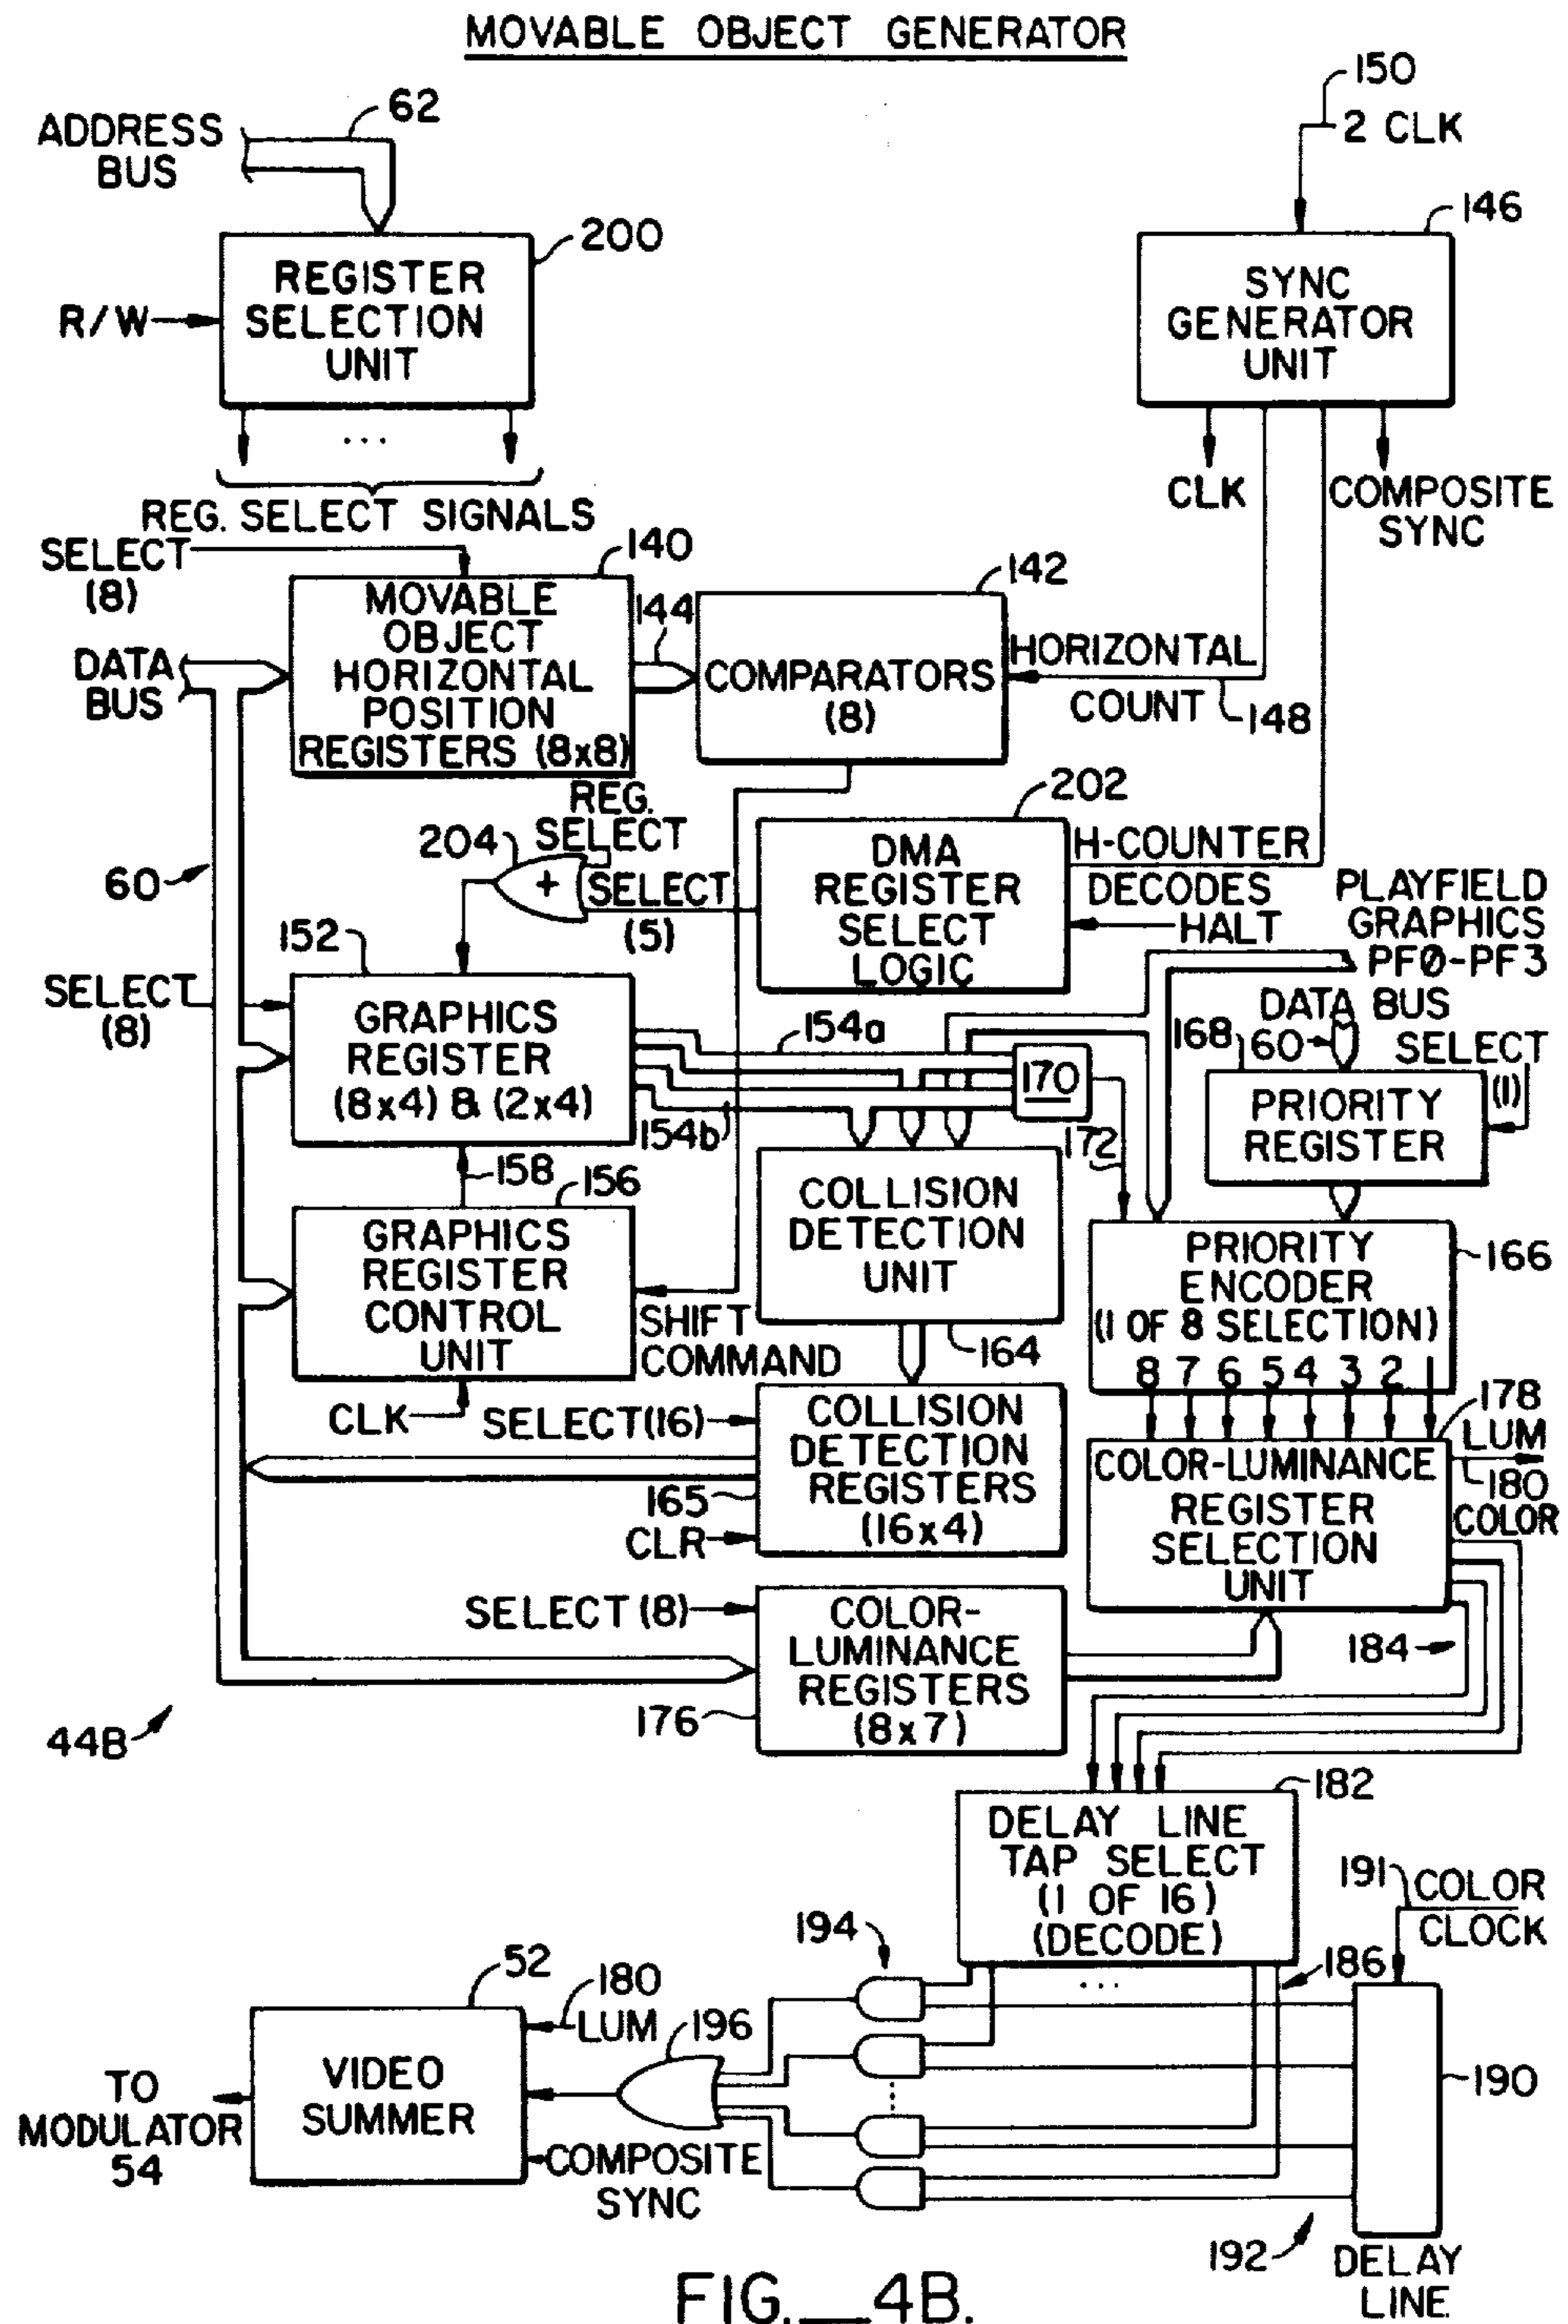 MOVABLE OBJECT GENERATOR
150
2 CLK
62
ADDRESS
BUS
146
200
REGISTER
SELECTION
UNIT
R/W
SYNC
GENERATOR
UNIT
...
CLK
COMPOSITE
SYNC
REG. SELECT SIGNALS
SELECT
(8)
140
142
MOVABLE
OBJECT
HORIZONTAL
POSITION
REGISTERS (8x8)
144
DATA
BUS
COMPARATORS
(8)
HORIZONTAL
COUNT
148
REG.
SELECT
202
204
+
SELECT
(5)
DMA
REGISTER
SELECT
LOGIC
H-COUNTER
DECODES
HALT
60
PLAYFIELD
GRAPHICS
PFØ-PF3
152
SELECT
(8)
DATA BUS
GRAPHICS
REGISTER
(8x4) & (2x4)
154a
154b
170
172
168
60
SELECT
(1)
PRIORITY
REGISTER
158
156
GRAPHICS
REGISTER
CONTROL
UNIT
COLLISION
DETECTION
UNIT
PRIORITY
ENCODER
(1 OF 8 SELECTION)
166
8 7 6 5 4 3 2 1
SHIFT
COMMAND
164
CLK
SELECT (16)
COLLISION
DETECTION
REGISTERS
(16x4)
165
CLR
178
LUM
180
COLOR
COLOR-LUMINANCE
REGISTER
SELECTION
UNIT
SELECT (8)
COLOR-
LUMINANCE
REGISTERS
(8x7)
176
184
44B
182
DELAY LINE
TAP SELECT
(1 OF 16)
(DECODE)
191
COLOR
CLOCK
194
...
186
52
180
LUM
196
VIDEO
SUMMER
TO
MODULATOR
54
190
COMPOSITE
SYNC
192
DELAY
LINE
FIG._4B.